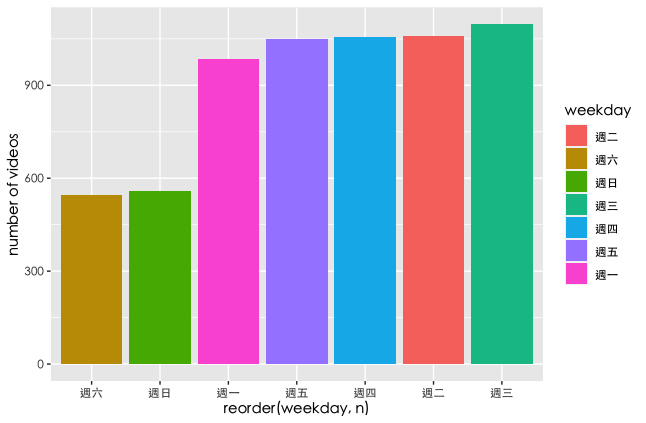 number of videos
900
600
300
0
週六 週日 週一 週五 週四 週二 週三
reorder(weekday, n)
weekday
週二
週六
週日
週三
週四
週五
週一